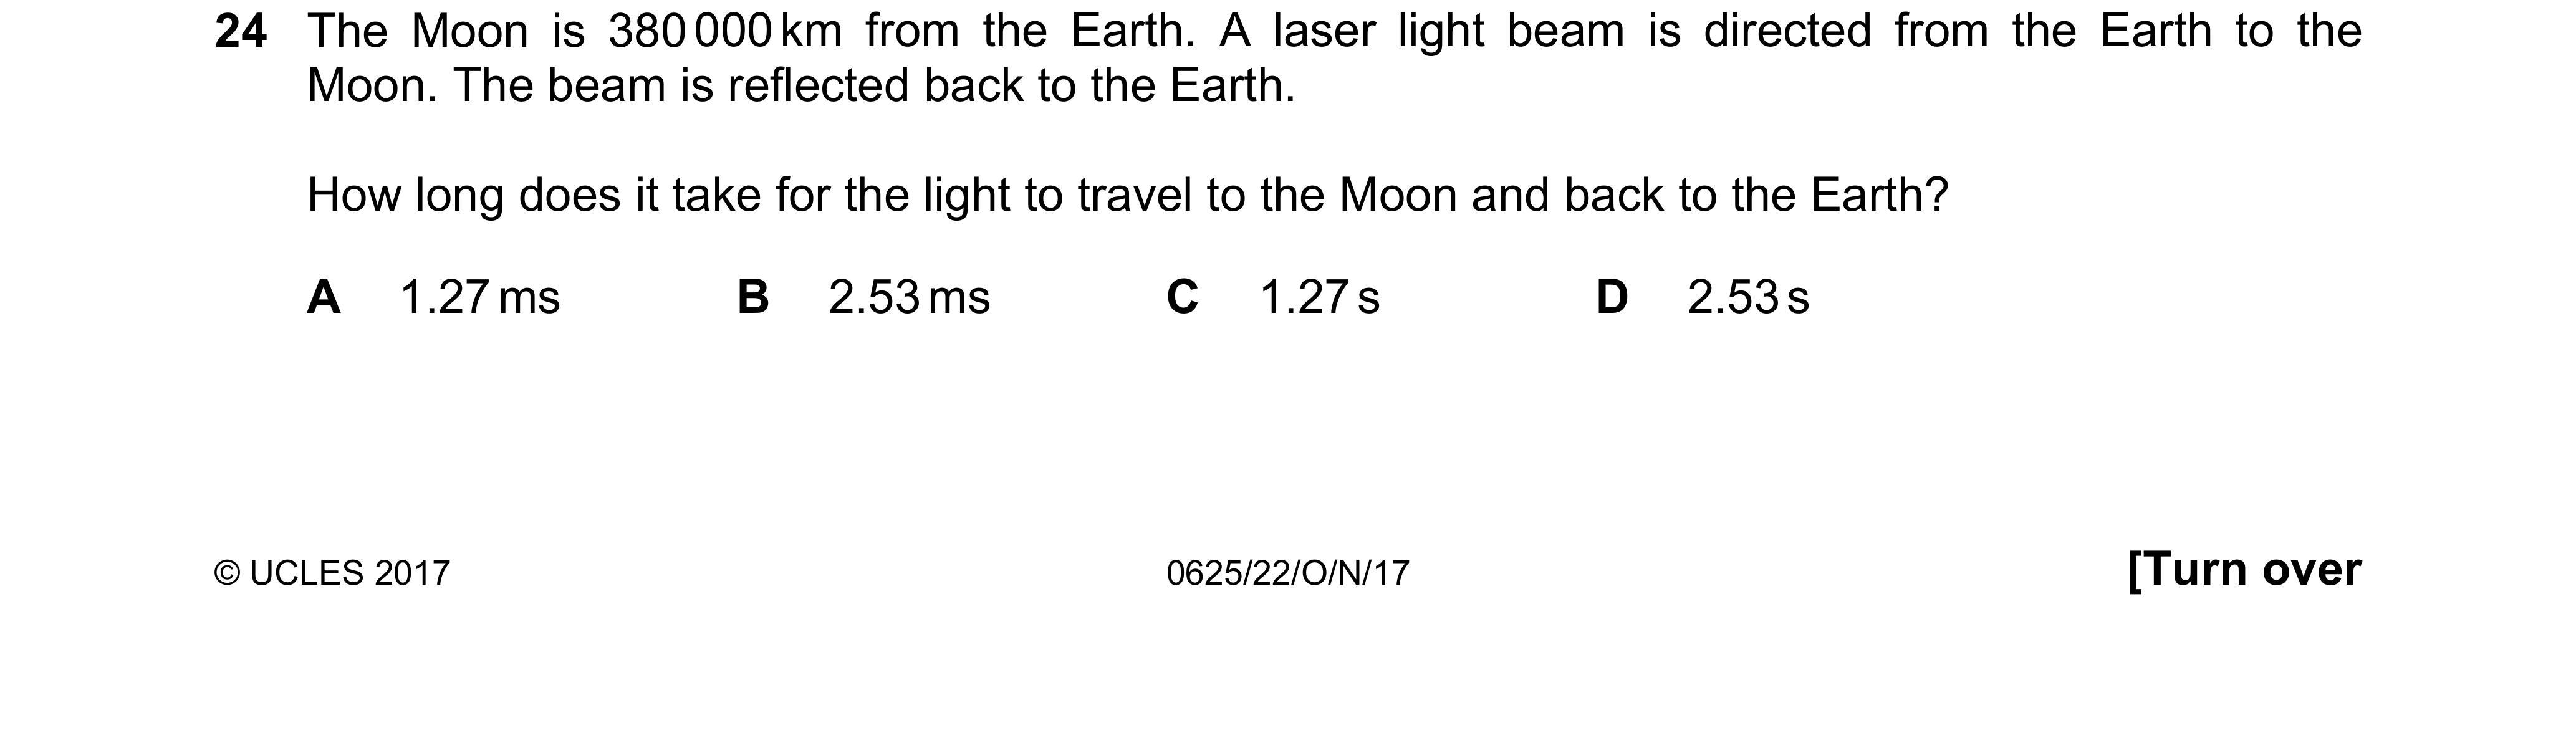 24 The Moon is 380 000 km from the Earth. A laser light beam is directed from the Earth to the
Moon. The beam is reflected back to the Earth.
How long does it take for the light to travel to the Moon and back to the Earth?
A 1.27 ms B 2.53 ms C 1.27 s D 2.53 s
© UCLES 2017 0625/22/O/N/17 [Turn over